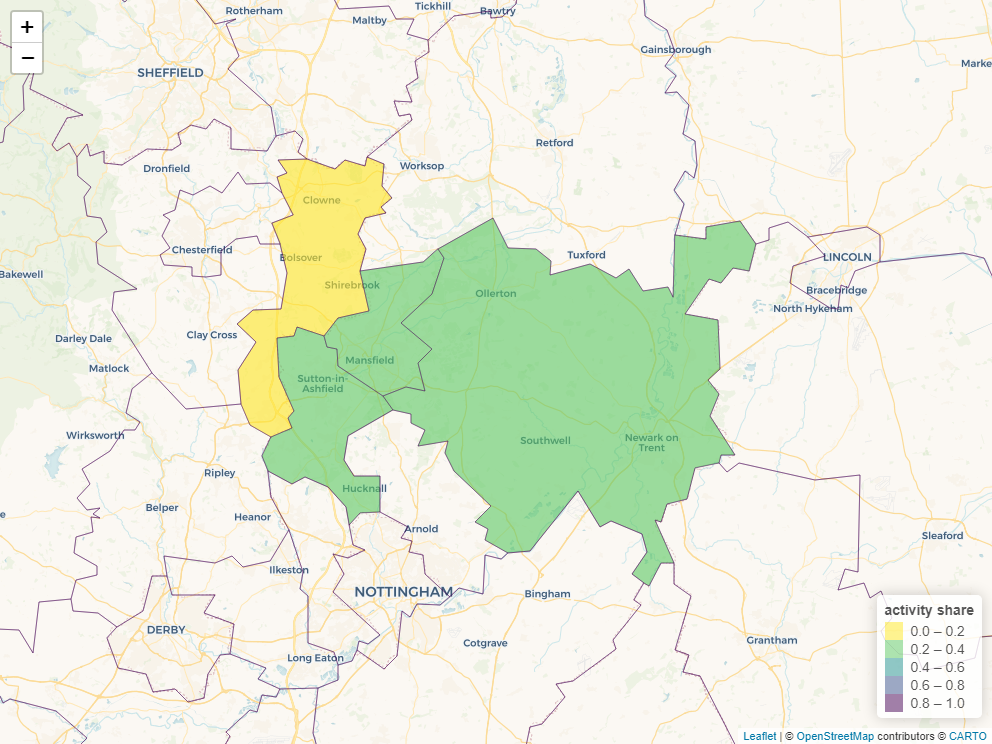 +
−
Rotherham
Tickhill
Bawtry
Maltby
Gainsborough
Marke
SHEFFIELD
Retford
Worksop
Dronfield
Clowne
Chesterfield
Bolsover
Tuxford
LINCOLN
Bakewell
Shirebrook
Ollerton
Bracebridge
North Hykeham
Clay Cross
Darley Dale
Matlock
Mansfield
Sutton-in-
Ashfield
Wirksworth
Southwell
Newark on
Trent
Ripley
Hucknall
Belper
Heanor
e
Arnold
Sleaford
Ilkeston
NOTTINGHAM
Bingham
DERBY
Cotgrave
Grantham
Long Eaton
activity share
0.0 – 0.2
0.2 – 0.4
0.4 – 0.6
0.6 – 0.8
0.8 – 1.0
Leaflet | © OpenStreetMap contributors © CARTO